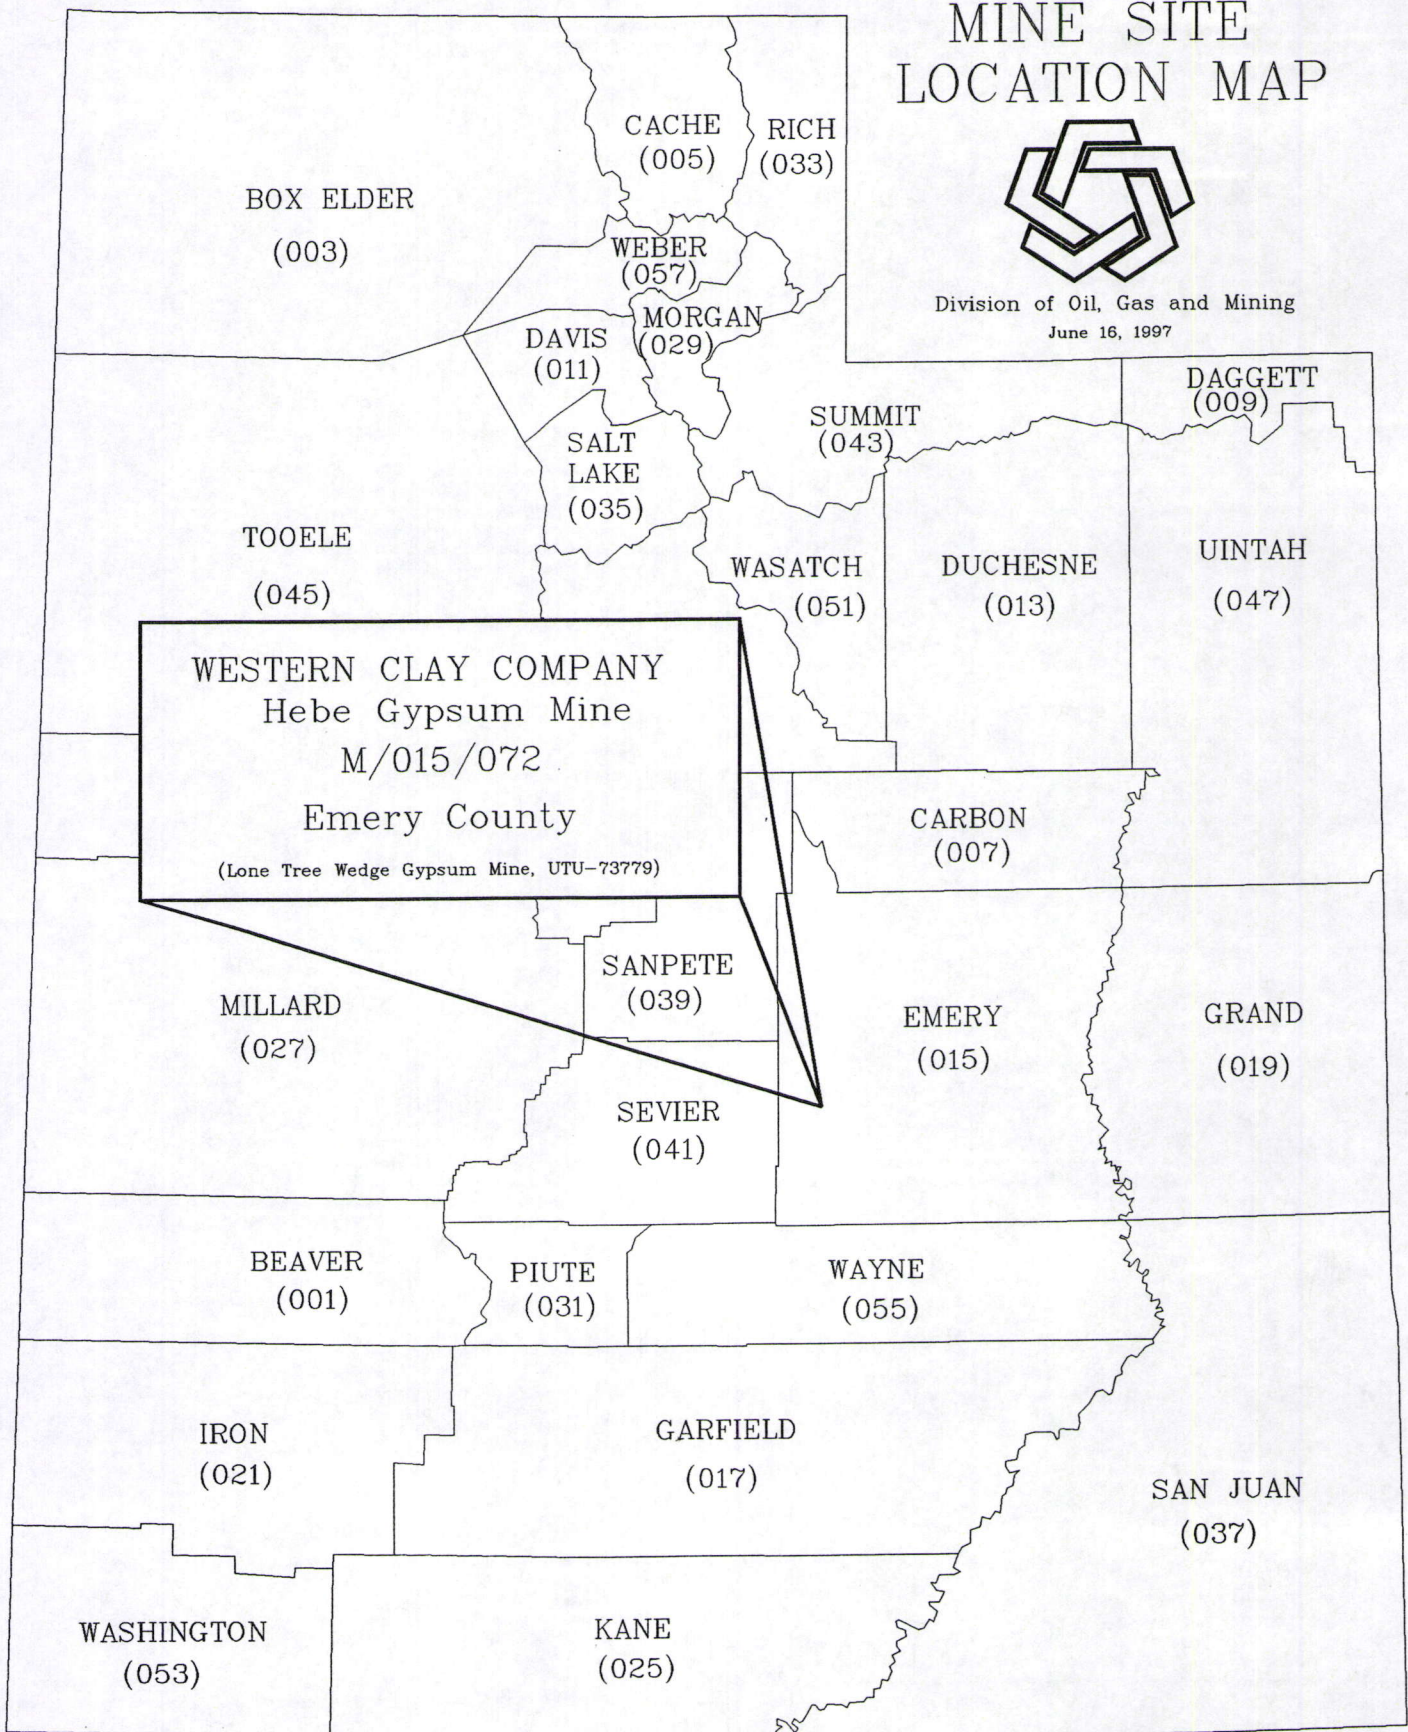 MINE SITE
LOCATION MAP
Division of Oil, Gas and Mining
June 16, 1997
CACHE
(005)
RICH
(033)
BOX ELDER
(003)
WEBER
(057)
MORGAN
(029)
DAVIS
(011)
DAGGETT
(009)
SUMMIT
(043)
SALT
LAKE
(035)
TOOELE
(045)
WASATCH
(051)
DUCHESNE
(013)
UINTAH
(047)
WESTERN CLAY COMPANY
Hebe Gypsum Mine
M/015/072
Emery County
(Lone Tree Wedge Gypsum Mine, UTU-73779)
CARBON
(007)
SANPETE
(039)
MILLARD
(027)
EMERY
(015)
GRAND
(019)
SEVIER
(041)
BEAVER
(001)
PIUTE
(031)
WAYNE
(055)
IRON
(021)
GARFIELD
(017)
SAN JUAN
(037)
WASHINGTON
(053)
KANE
(025)